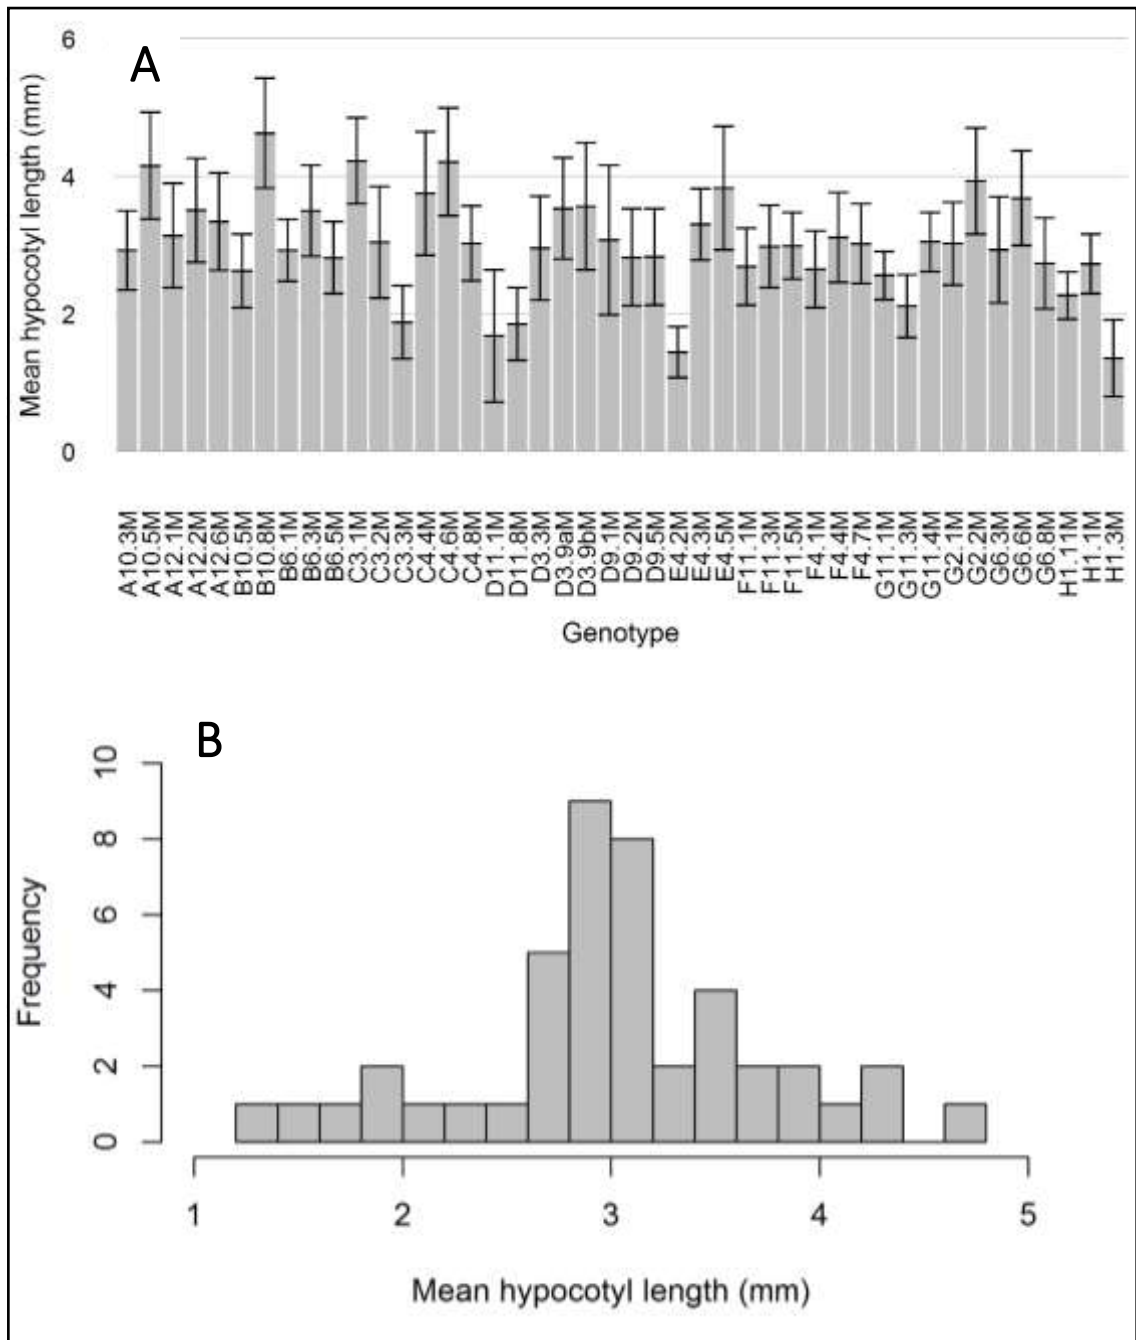 A
Mean hypocotyl length (mm)
6
4
2
0
A10.3M
A10.5M
A12.1M
A12.2M
A12.6M
B10.5M
B10.8M
B6.1M
B6.3M
B6.5M
C3.1M
C3.2M
C3.3M
C4.4M
C4.6M
C4.8M
D11.1M
D11.8M
D3.3M
D3.9aM
D3.9bM
D9.1M
D9.2M
D9.5M
E4.2M
E4.3M
E4.5M
F11.1M
F11.3M
F11.5M
F4.1M
F4.4M
F4.7M
G11.1M
G11.3M
G11.4M
G2.1M
G2.2M
G6.3M
G6.6M
G6.8M
H1.11M
H1.1M
H1.3M
Genotype
B
Frequency
10
8
6
4
2
0
1 2 3 4 5
Mean hypocotyl length (mm)